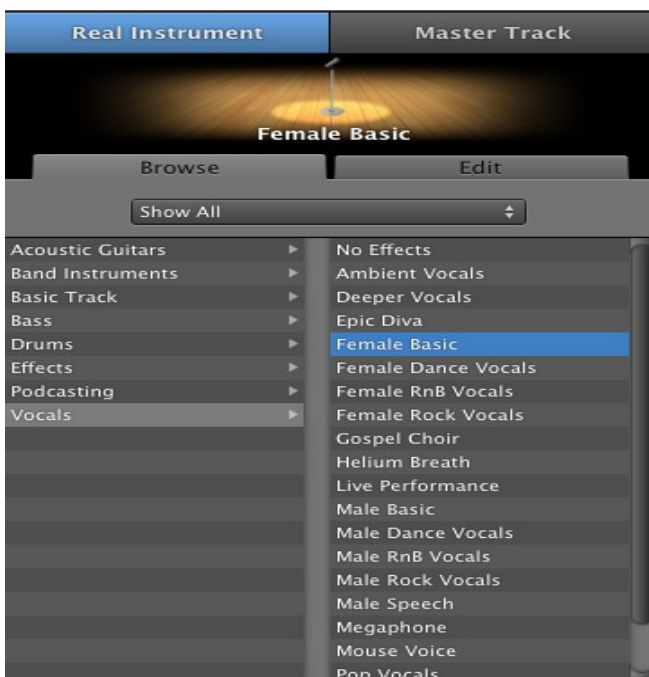 Real Instrument
Master Track
Female Basic
Browse
Edit
Show All
Acoustic Guitars
Band Instruments
Basic Track
Bass
Drums
Effects
Podcasting
Vocals
No Effects
Ambient Vocals
Deeper Vocals
Epic Diva
Female Basic
Female Dance Vocals
Female RnB Vocals
Female Rock Vocals
Gospel Choir
Helium Breath
Live Performance
Male Basic
Male Dance Vocals
Male RnB Vocals
Male Rock Vocals
Male Speech
Megaphone
Mouse Voice
Pop Vocals